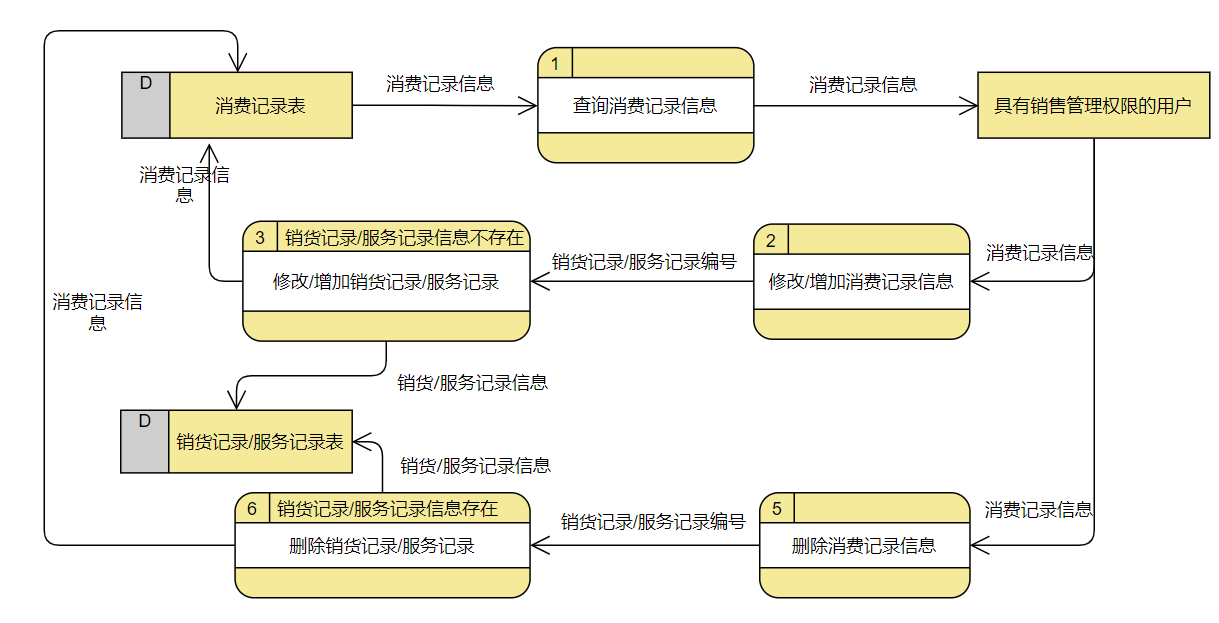 D
消费记录表
消费记录信息
1
查询消费记录信息
消费记录信息
具有销售管理权限的用户
消费记录信
息
3
销货记录/服务记录信息不存在
修改/增加销货记录/服务记录
销货记录/服务记录编号
2
修改/增加消费记录信息
消费记录信息
消费记录信
息
销货/服务记录信息
D
销货记录/服务记录表
销货/服务记录信息
6
销货记录/服务记录信息存在
删除销货记录/服务记录
销货记录/服务记录编号
5
删除消费记录信息
消费记录信息